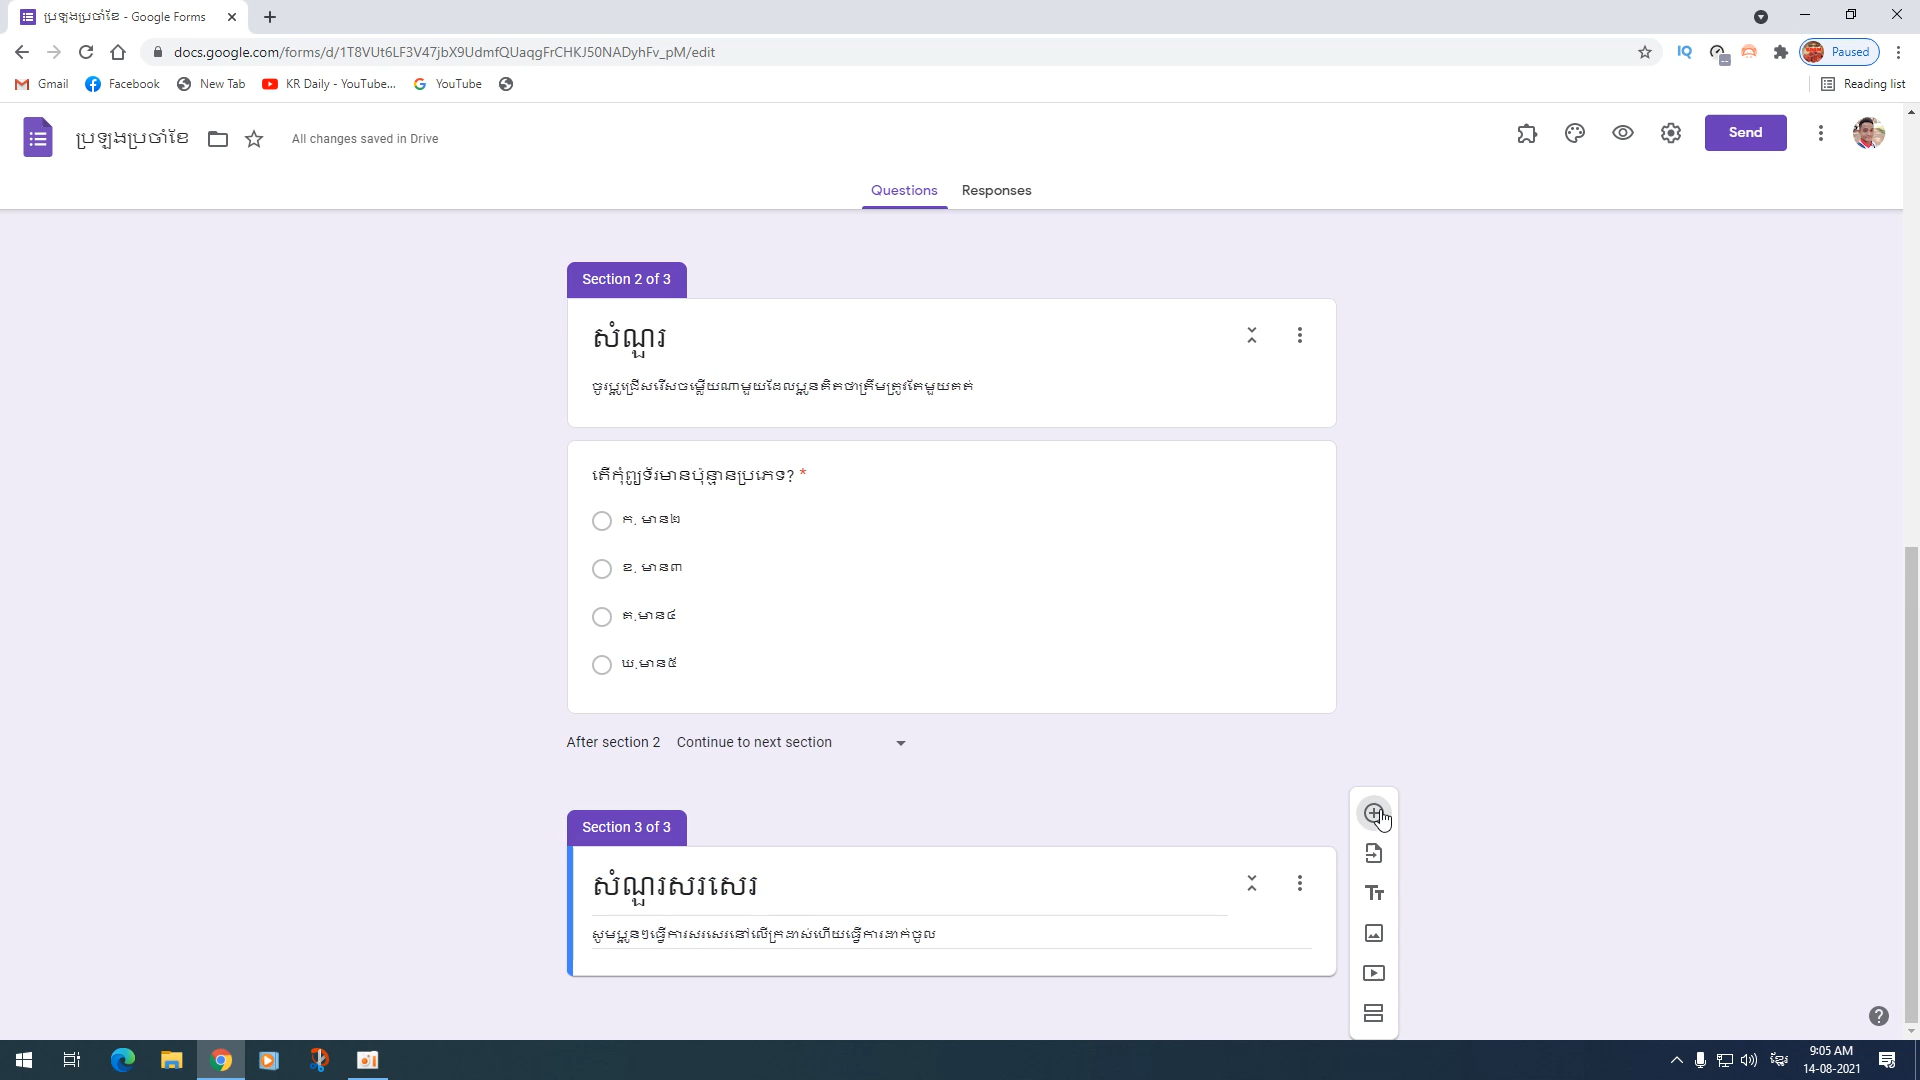 ប្រឡងប្រចាំខែ - Google Forms
docs.google.com/forms/d/1T8VUt6LF3V47jbX9UdmfQUaqgFrCHKJ50NADyhFv_pM/edit
Paused
Gmail Facebook New Tab KR Daily - YouTube... YouTube
Reading list
ប្រឡងប្រចាំខែ
All changes saved in Drive
Send
Questions Responses
Section 2 of 3
សំណួរ
ចូរប្អូជ្រើសរើសចម្លើយណាមួយដែលប្អូនគិតថាត្រឹមត្រូវតែមួយគត់
តើកុំព្យូទ័រមានប៉ុន្មានប្រភេទ? *
ក. មាន២
ខ. មាន៣
គ.មាន៤
ឃ.មាន៥
After section 2 Continue to next section
Section 3 of 3
សំណួរសរសេរ
សូមប្អូនៗធ្វើការសរសេរនៅលើក្រដាស់ហើយធ្វើការដាក់ចូល
9:05 AM
14-08-2021